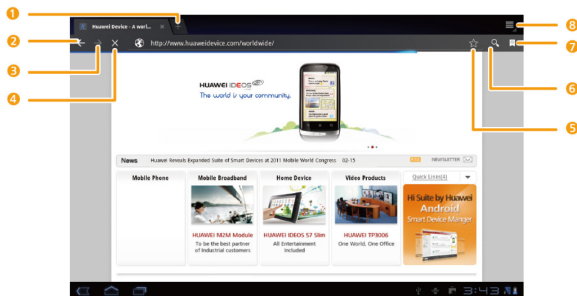 1
8
Huawei Device - A worl...
2
http://www.huaweidevice.com/worldwide/
7
3
4
6
5
HUAWEI IDEOS
The world is your community.
News Huawei Reveals Expanded Suite of Smart Devices at 2011 Mobile World Congress 02-15 NEWSLETTER
Mobile Phone Mobile Broadband Home Device Video Products Quick Links(A)
Hi Suite by Huawei
Android
Smart Device Manger
HUAWEI M2M Module HUAWEI IDEOS S7 Slim HUAWEI TP3006
To be the best partner All Entertainment One World, One Office
of Industrial customers Included
3:43